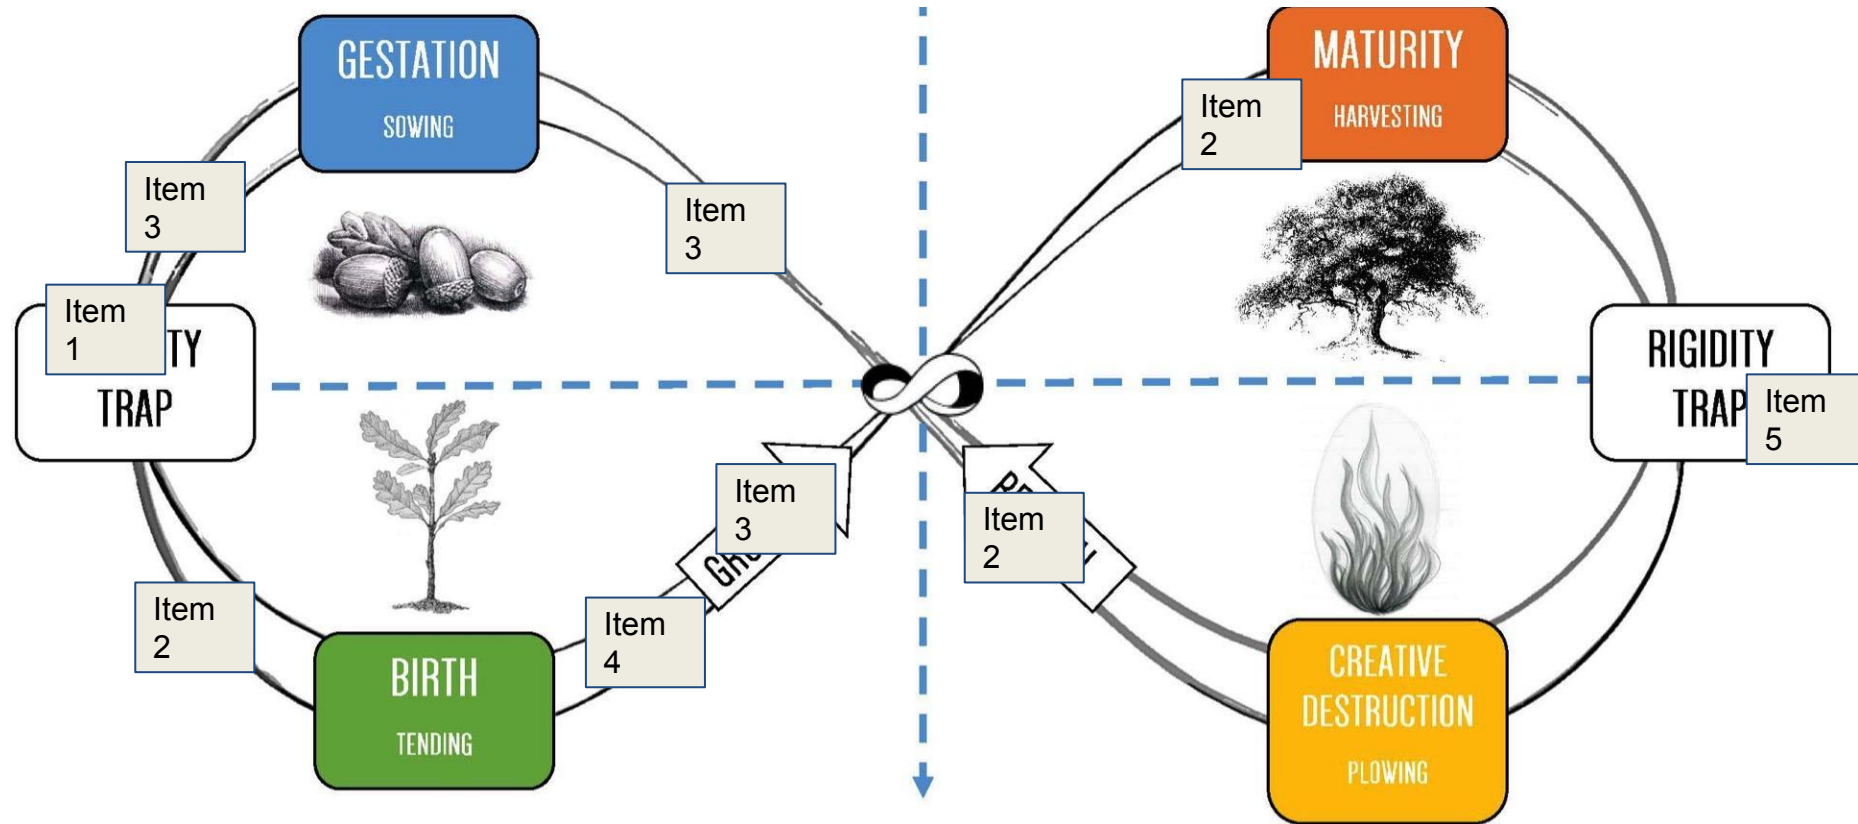 GESTATION
SOWING
MATURITY
HARVESTING
Item
2
Item
3
Item
3
Item
1
TY
TRAP
RIGIDITY
TRAP
Item
5
Item
3
Item
2
Item
2
Item
4
BIRTH
TENDING
CREATIVE
DESTRUCTION
PLOWING